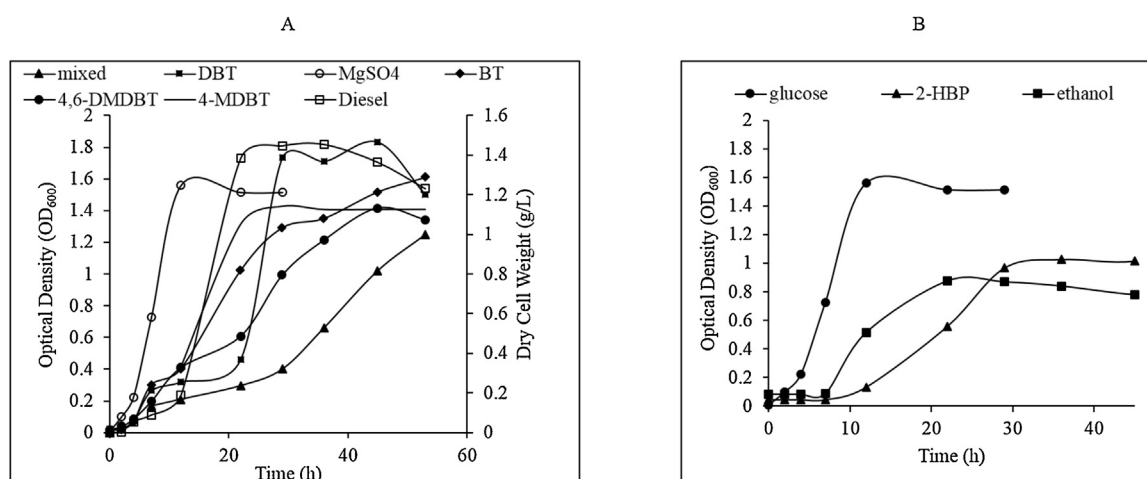 A
mixed DBT MgSO4 BT
4,6-DMDBT 4-MDBT Diesel
Optical Density (OD600)
2
1.8
1.6
1.4
1.2
1
0.8
0.6
0.4
0.2
0
1.6
1.4
1.2
1
0.8
0.6
0.4
0.2
0
Dry Cell Weight (g/L)
0 20 40 60
Time (h)
B
glucose 2-HBP ethanol
Optical Density (OD600)
2
1.8
1.6
1.4
1.2
1
0.8
0.6
0.4
0.2
0
0 10 20 30 40
Time (h)